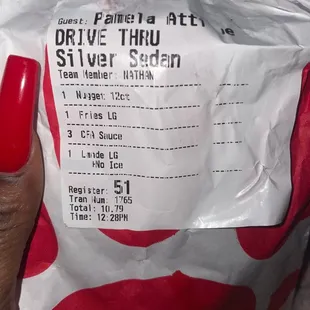 Guest: Pamela Att
DRIVE THRU
Silver Sedan
Team Member: NATHAN
1 Nugget 12ct
1 Fries LG
3 CFA Sauce
1 Lmnde LG
%No Ice
Register: 51
Tran Num: 1765
Total: 10.79
Time: 12:28PM